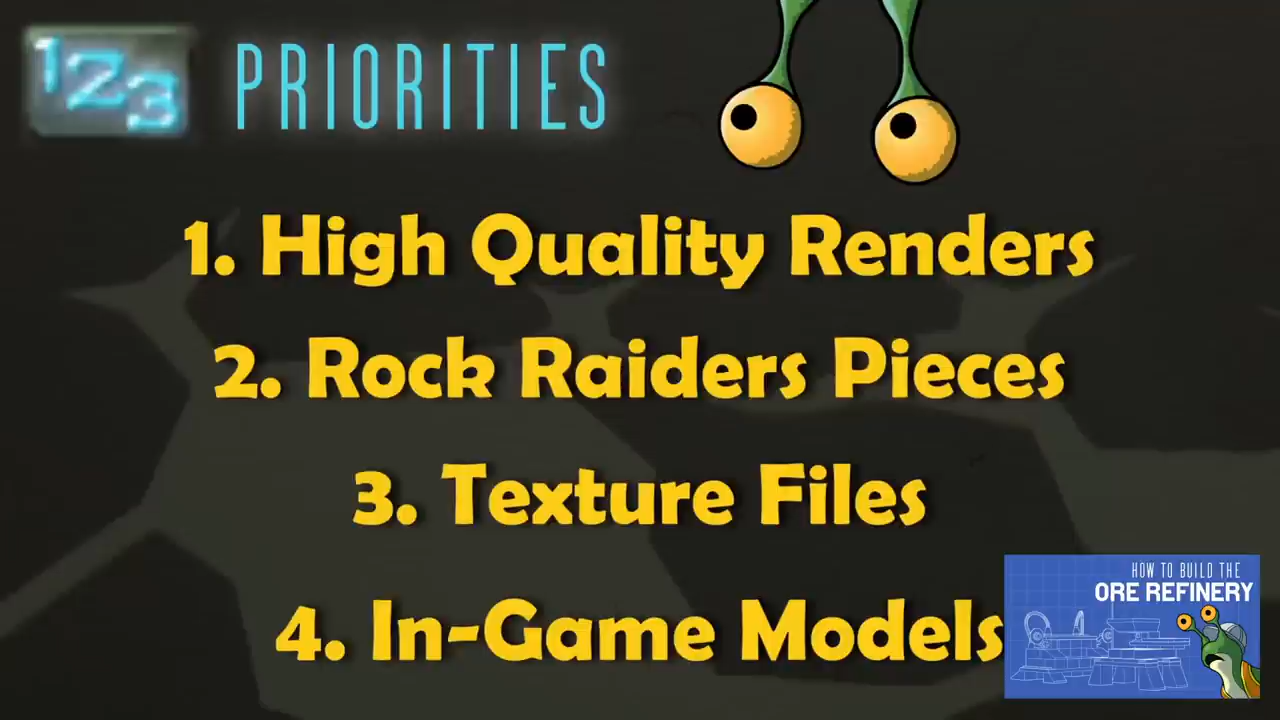 123 PRIORITIES
1. High Quality Renders
2. Rock Raiders Pieces
3. Texture Files
4. In-Game Models
HOW TO BUILD THE
ORE REFINERY